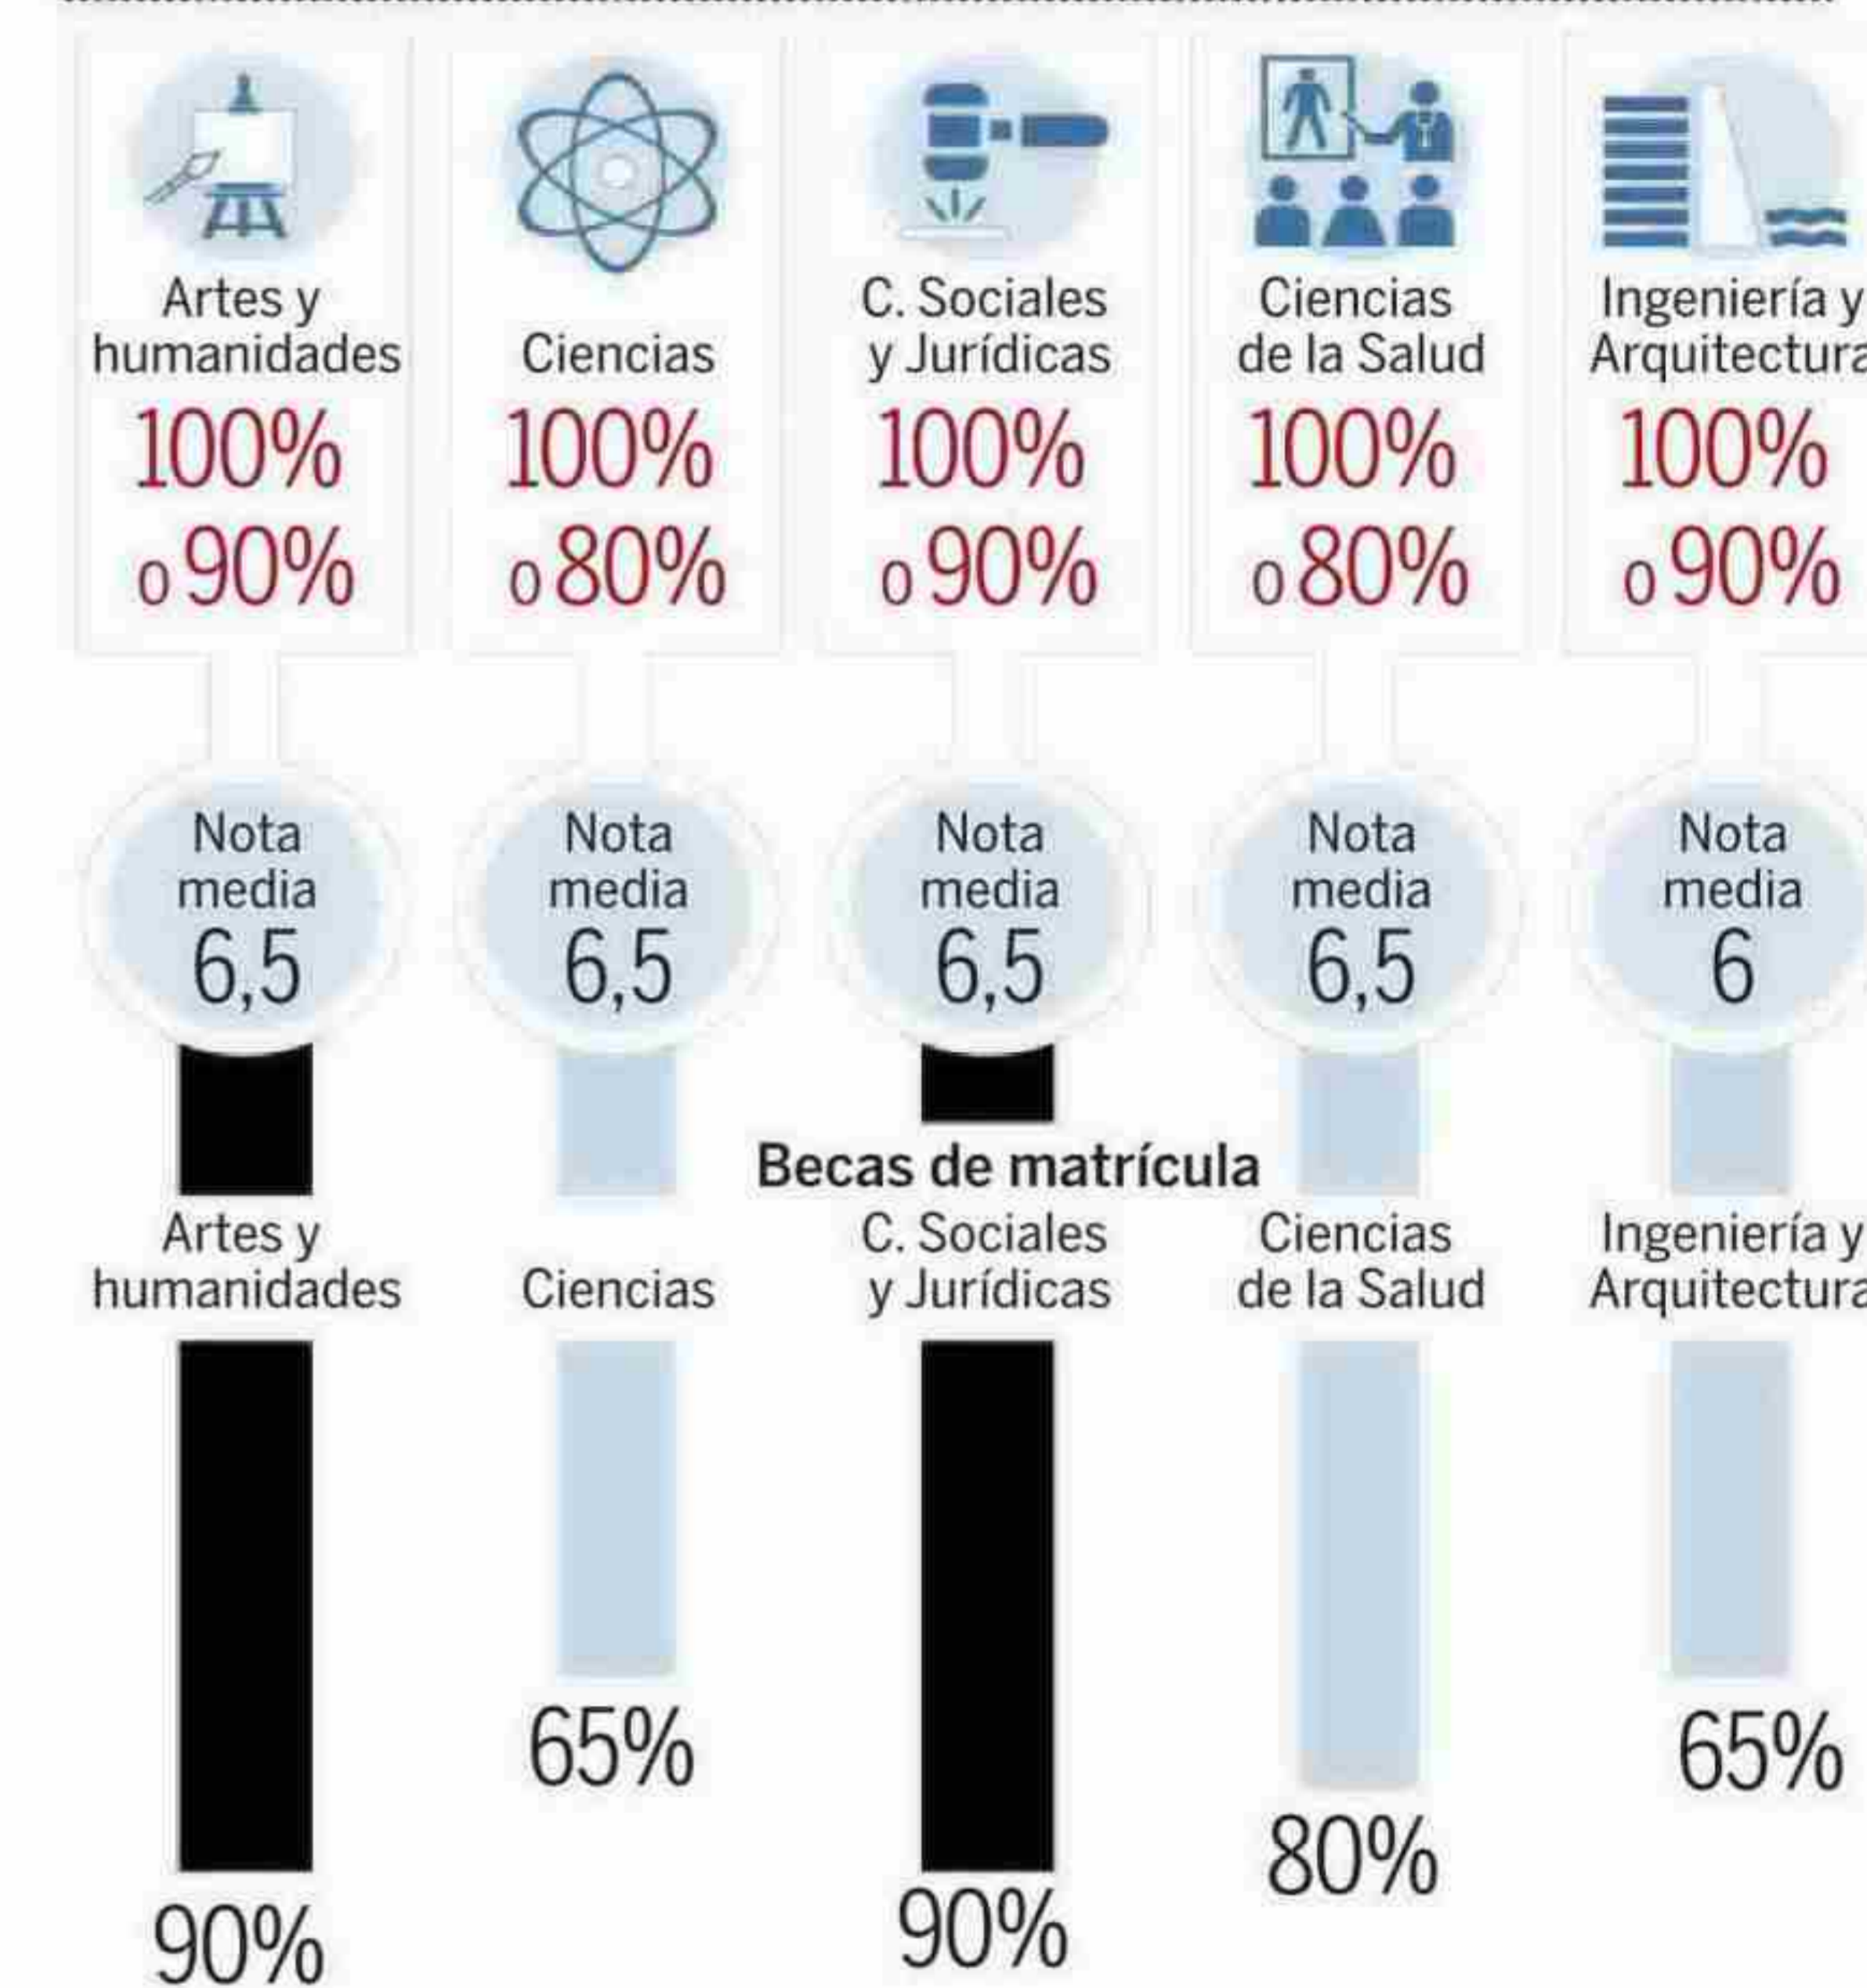 Artes y
humanidades
100%
o 90%
Ciencias
100%
o 80%
C. Sociales
y Jurídicas
100%
o 90%
Ciencias
de la Salud
100%
o 80%
Ingeniería y
Arquitectura
100%
o 90%
Nota
media
6,5
Nota
media
6,5
Nota
media
6,5
Nota
media
6,5
Nota
media
6
Becas de matrícula
Artes y
humanidades
90%
Ciencias
65%
C. Sociales
y Jurídicas
90%
Ciencias
de la Salud
80%
Ingeniería y
Arquitectura
65%